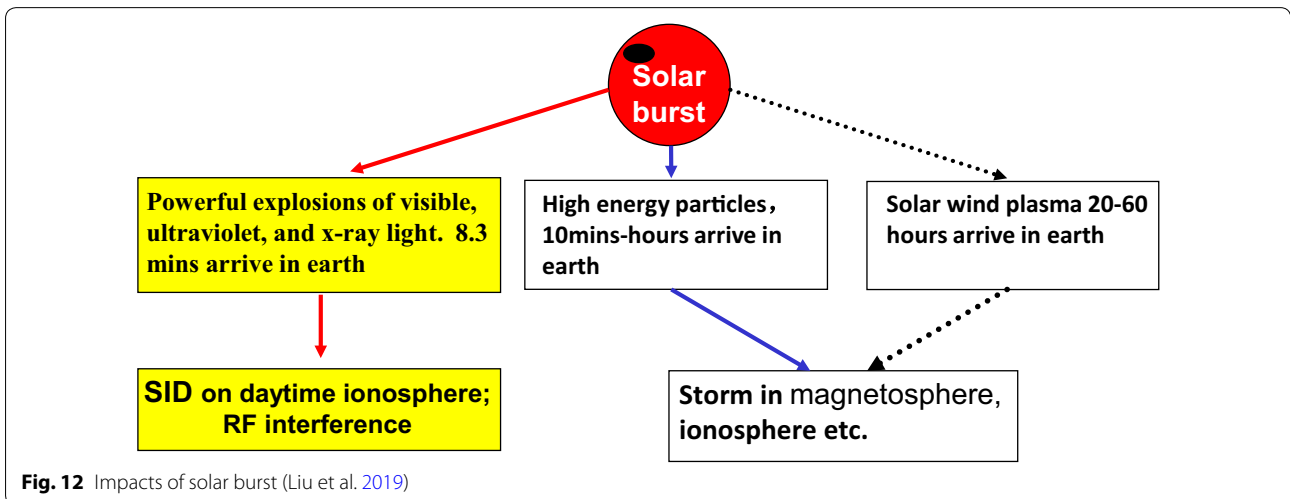 Solar
burst
Powerful explosions of visible,
ultraviolet, and x-ray light. 8.3
mins arrive in earth
High energy particles，
10mins-hours arrive in
earth
Solar wind plasma 20-60
hours arrive in earth
SID on daytime ionosphere;
RF interference
Storm in magnetosphere,
ionosphere etc.
Fig. 12 Impacts of solar burst (Liu et al. 2019)